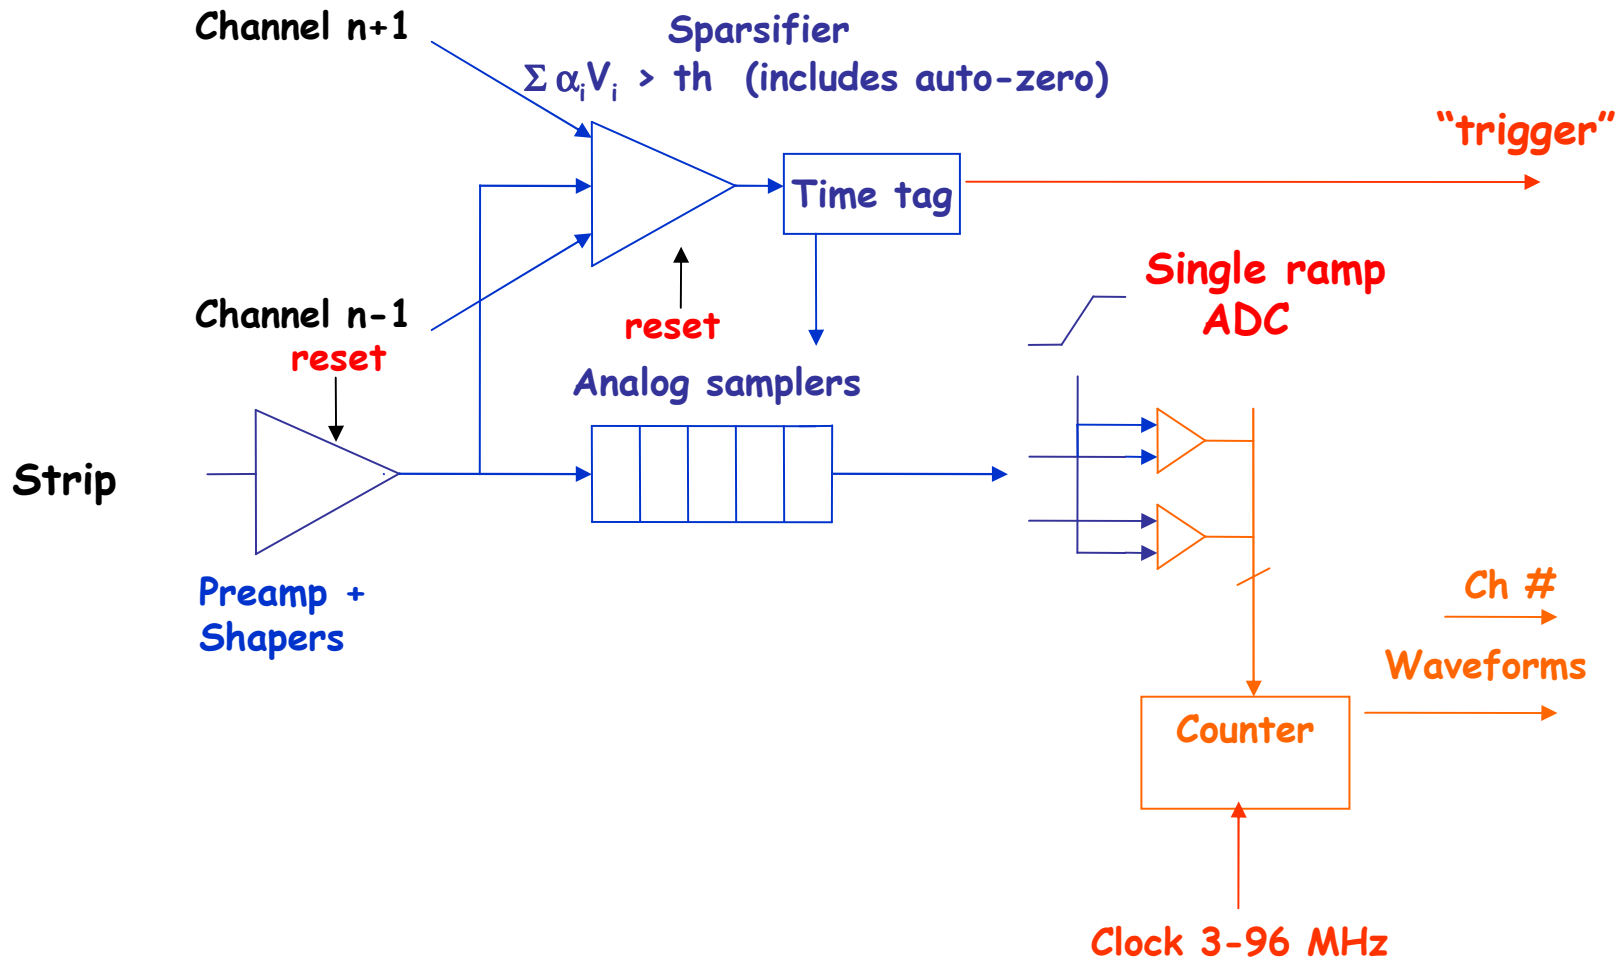 Channel n+1
Sparsifier
Σ αᵢVᵢ > th (includes auto-zero)
“trigger”
Time tag
Channel n-1
reset
reset
Single ramp
ADC
Analog samplers
Strip
Preamp +
Shapers
Ch #
Waveforms
Counter
Clock 3-96 MHz